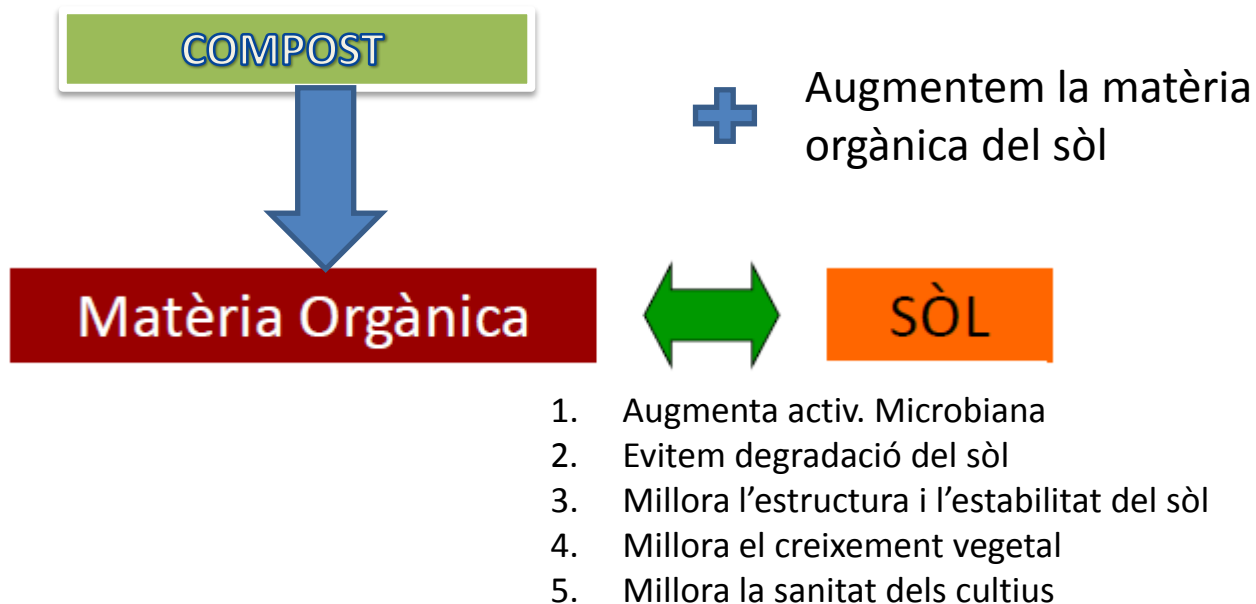 COMPOST
Augmentem la matèria
orgànica del sòl
Matèria Orgànica
SÒL
1. Augmenta activ. Microbiana
2. Evitem degradació del sòl
3. Millora l’estructura i l’estabilitat del sòl
4. Millora el creixement vegetal
5. Millora la sanitat dels cultius